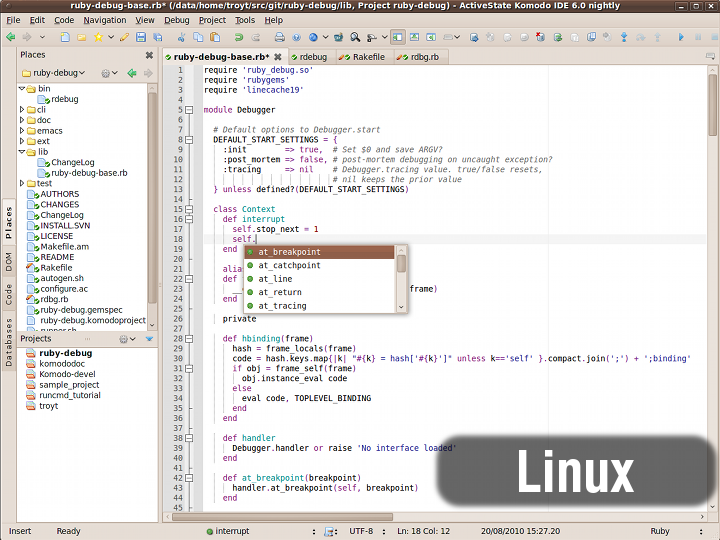 ruby-debug-base.rb* (/data/home/troyt/src/git/ruby-debug/lib, Project ruby-debug) - ActiveState Komodo IDE 6.0 nightly
File Edit Code Navigation View Debug Project Tools Help
Places
ruby-debug
bin
rdebug
cli
doc
emacs
ext
lib
ChangeLog
ruby-debug-base.rb
test
AUTHORS
CHANGES
ChangeLog
INSTALL.SVN
LICENSE
Makefile.am
README
Rakefile
autogen.sh
configure.ac
rdbg.rb
ruby-debug.gemspec
ruby-debug.komodoproject
runner.sh
Projects
ruby-debug
komododoc
Komodo-devel
sample_project
runcmd_tutorial
troyt
Places
DOM
Code
Databases
ruby-debug-base.rb* rdebug Rakefile rdbg.rb
1 require 'ruby_debug.so'
2 require 'rubygems'
3 require 'linecache19'
4
5 module Debugger
6
7 # Default options to Debugger.start
8 DEFAULT_START_SETTINGS = {
9 :init => true, # Set $0 and save ARGV?
10 :post_mortem => false, # post-mortem debugging on uncaught exception?
11 :tracing => nil # Debugger.tracing value. true/false resets,
12 # nil keeps the prior value
13 } unless defined?(DEFAULT_START_SETTINGS)
14
15 class Context
16 def interrupt
17 self.stop_next = 1
18 self.
19 end
at_breakpoint
at_catchpoint
at_line
at_return
at_tracing
20
21 alia
22 def
23 frame)
24 end
25
26 private
27
28 def hbinding(frame)
29 hash = frame_locals(frame)
30 code = hash.keys.map{|k| "#{k} = hash['#{k}']" unless k=='self' }.compact.join(';') + ';binding'
31 if obj = frame_self(frame)
32 obj.instance_eval code
33 else
34 eval code, TOPLEVEL_BINDING
35 end
36 end
37
38 def handler
39 Debugger.handler or raise 'No interface loaded'
40 end
41
42 def at_breakpoint(breakpoint)
43 handler.at_breakpoint(self, breakpoint)
44 end
45
Linux
Insert Ready interrupt UTF-8 Ln: 18 Col: 12 20/08/2010 15:27.20 Ruby